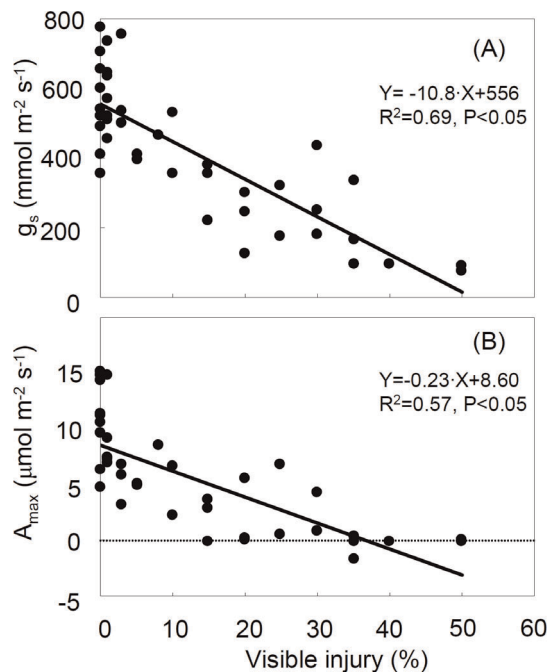 800
(A)
Y= -10.8·X+556
R²=0.69, P<0.05
600
400
200
0
gₛ (mmol m⁻² s⁻¹)
(B)
Y=-0.23·X+8.60
R²=0.57, P<0.05
15
10
5
0
-5
Aₘₐₓ (μmol m⁻² s⁻¹)
0 10 20 30 40 50 60
Visible injury (%)